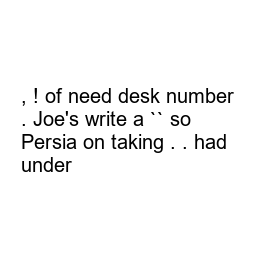 , ! of need desk number
. Joe's write a `` so
Persia on taking . . had
under